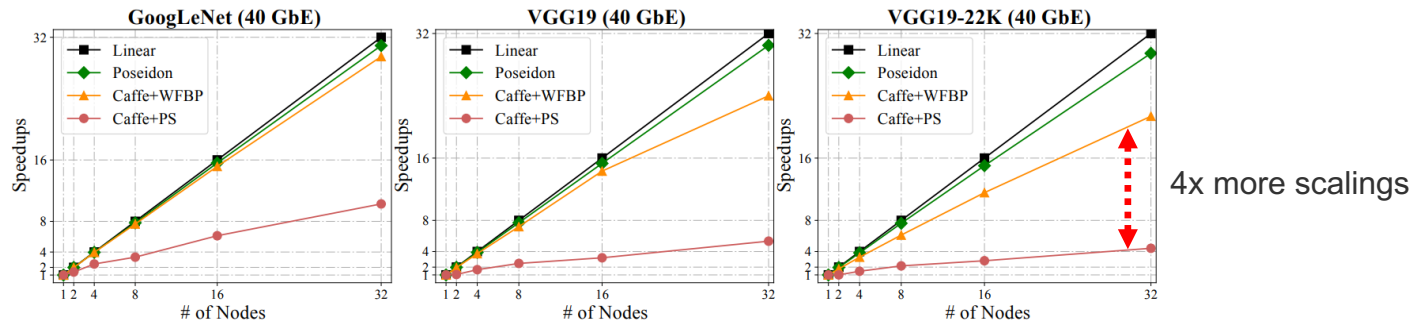 GoogLeNet (40 GbE)
32
16
8
4
2
1
Speedups
Linear
Poseidon
Caffe+WFBP
Caffe+PS
1 2 4 8 16 32
# of Nodes
VGG19 (40 GbE)
32
16
8
4
2
1
Speedups
Linear
Poseidon
Caffe+WFBP
Caffe+PS
1 2 4 8 16 32
# of Nodes
VGG19-22K (40 GbE)
32
16
8
4
2
1
Speedups
Linear
Poseidon
Caffe+WFBP
Caffe+PS
1 2 4 8 16 32
# of Nodes
4x more scalings